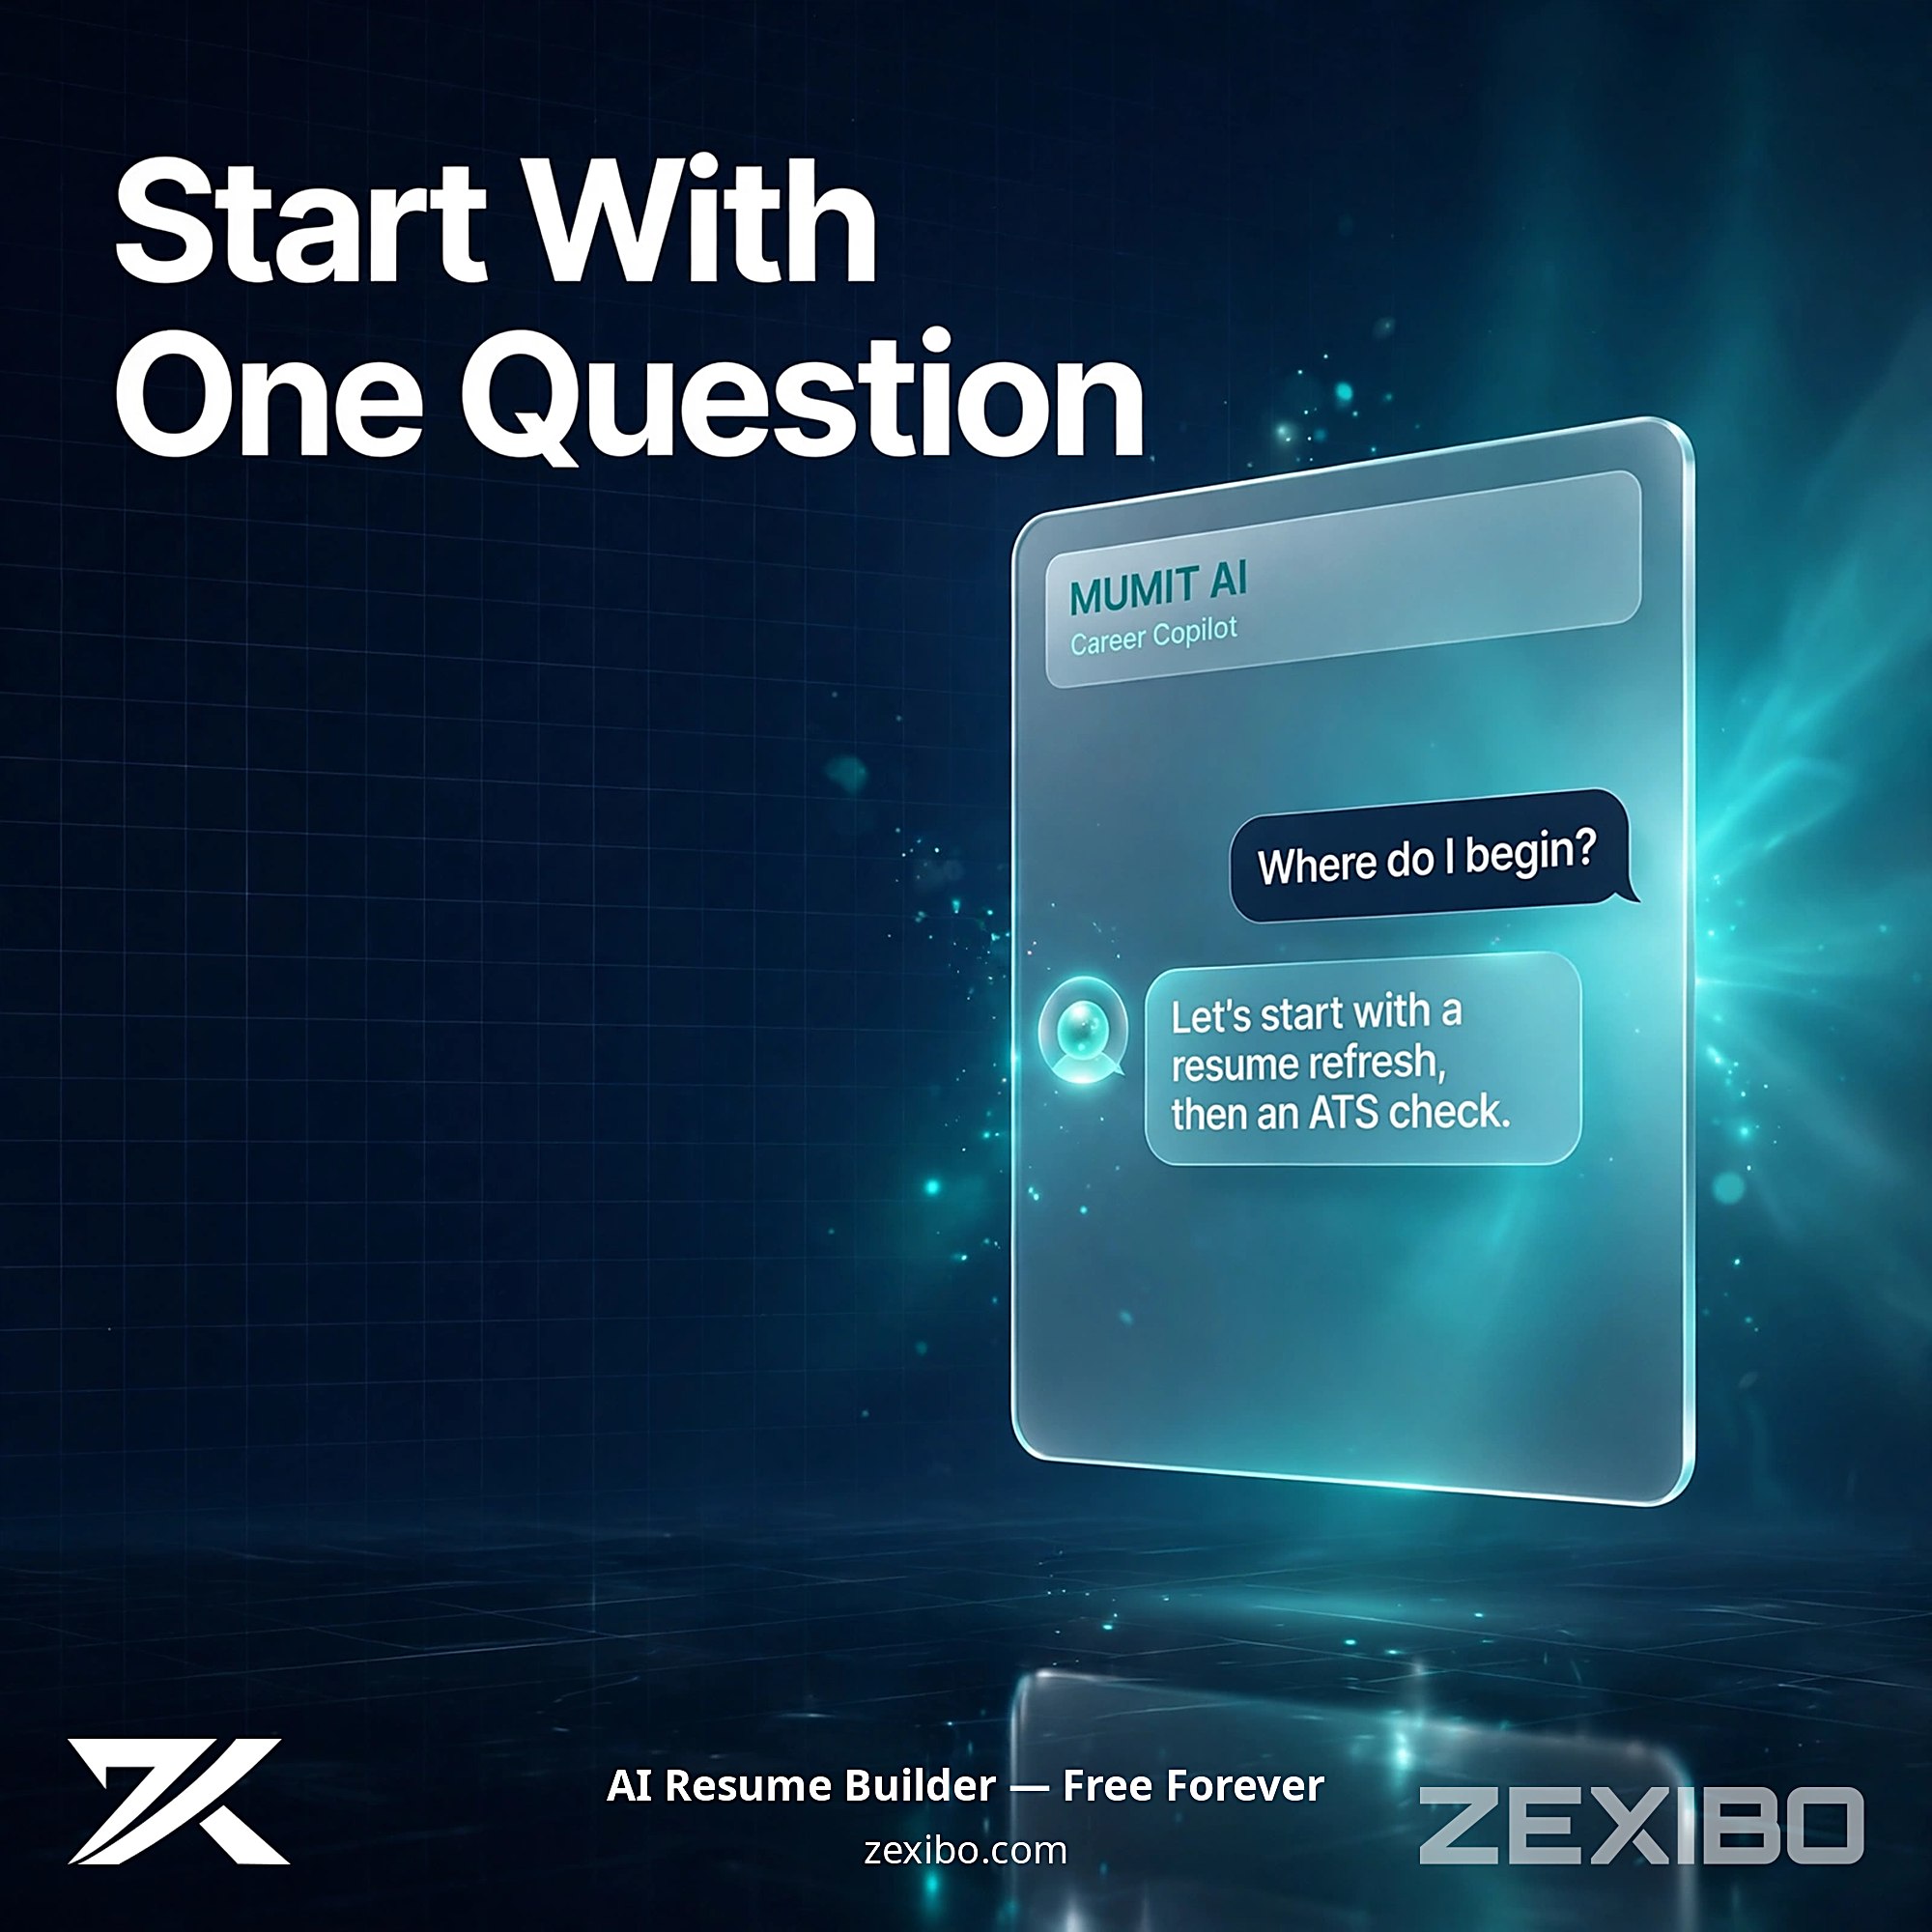 Start With
One Question
MUMIT AI
Career Copilot
Where do I begin?
Let's start with a
resume refresh,
then an ATS check.
AI Resume Builder — Free Forever
zexibo.com
ZEXIBO